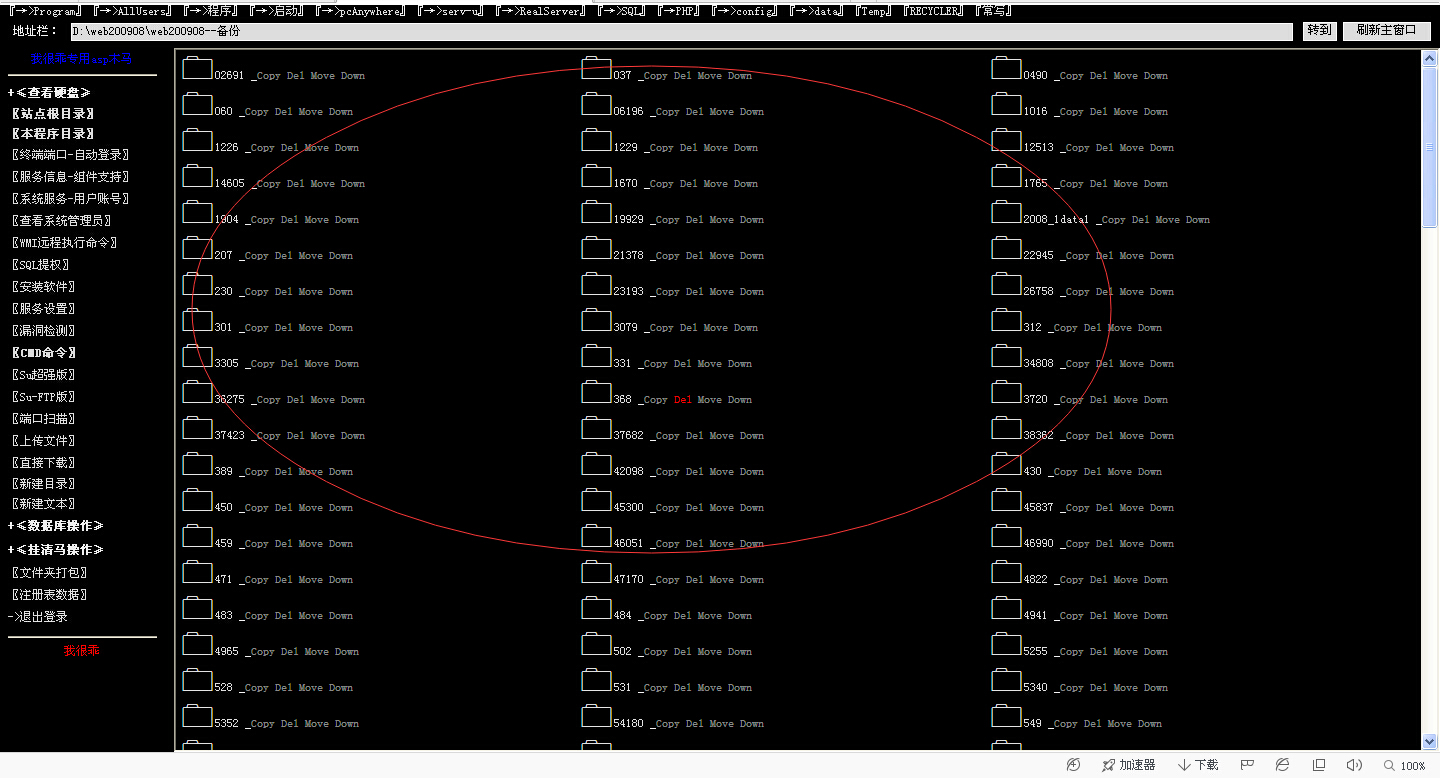 『->Program』 『->AllUsers』 『->程序』 『->启动』 『->pcAnywhere』 『->serv-u』 『->RealServer』 『->SQL』 『->PHP』 『->config』 『->data』 『Temp』 『RECYCLER』 『常写』
地址栏： D:\web200908\web200908--备份 转到 刷新主窗口
我很乖专用asp木马
+≪查看硬盘≫
〖站点根目录〗
〖本程序目录〗
〖终端端口-自动登录〗
〖服务信息-组件支持〗
〖系统服务-用户账号〗
〖查看系统管理员〗
〖WMI远程执行命令〗
〖SQL提权〗
〖安装软件〗
〖服务设置〗
〖漏洞检测〗
〖CMD命令〗
〖Su超强版〗
〖Su-FTP版〗
〖端口扫描〗
〖上传文件〗
〖直接下载〗
〖新建目录〗
〖新建文本〗
+≪数据库操作≫
+≪挂清马操作≫
〖文件夹打包〗
〖注册表数据〗
->退出登录
我很乖
02691 _Copy Del Move Down 037 _Copy Del Move Down 0490 _Copy Del Move Down
060 _Copy Del Move Down 06196 _Copy Del Move Down 1016 _Copy Del Move Down
1226 _Copy Del Move Down 1229 _Copy Del Move Down 12513 _Copy Del Move Down
14605 _Copy Del Move Down 1670 _Copy Del Move Down 1765 _Copy Del Move Down
1904 _Copy Del Move Down 19929 _Copy Del Move Down 2008_1data1 _Copy Del Move Down
207 _Copy Del Move Down 21378 _Copy Del Move Down 22945 _Copy Del Move Down
230 _Copy Del Move Down 23193 _Copy Del Move Down 26758 _Copy Del Move Down
301 _Copy Del Move Down 3079 _Copy Del Move Down 312 _Copy Del Move Down
3305 _Copy Del Move Down 331 _Copy Del Move Down 34808 _Copy Del Move Down
36275 _Copy Del Move Down 368 _Copy Del Move Down 3720 _Copy Del Move Down
37423 _Copy Del Move Down 37682 _Copy Del Move Down 38362 _Copy Del Move Down
389 _Copy Del Move Down 42098 _Copy Del Move Down 430 _Copy Del Move Down
450 _Copy Del Move Down 45300 _Copy Del Move Down 45837 _Copy Del Move Down
459 _Copy Del Move Down 46051 _Copy Del Move Down 46990 _Copy Del Move Down
471 _Copy Del Move Down 47170 _Copy Del Move Down 4822 _Copy Del Move Down
483 _Copy Del Move Down 484 _Copy Del Move Down 4941 _Copy Del Move Down
4965 _Copy Del Move Down 502 _Copy Del Move Down 5255 _Copy Del Move Down
528 _Copy Del Move Down 531 _Copy Del Move Down 5340 _Copy Del Move Down
5352 _Copy Del Move Down 54180 _Copy Del Move Down 549 _Copy Del Move Down
加速器 下载 100%